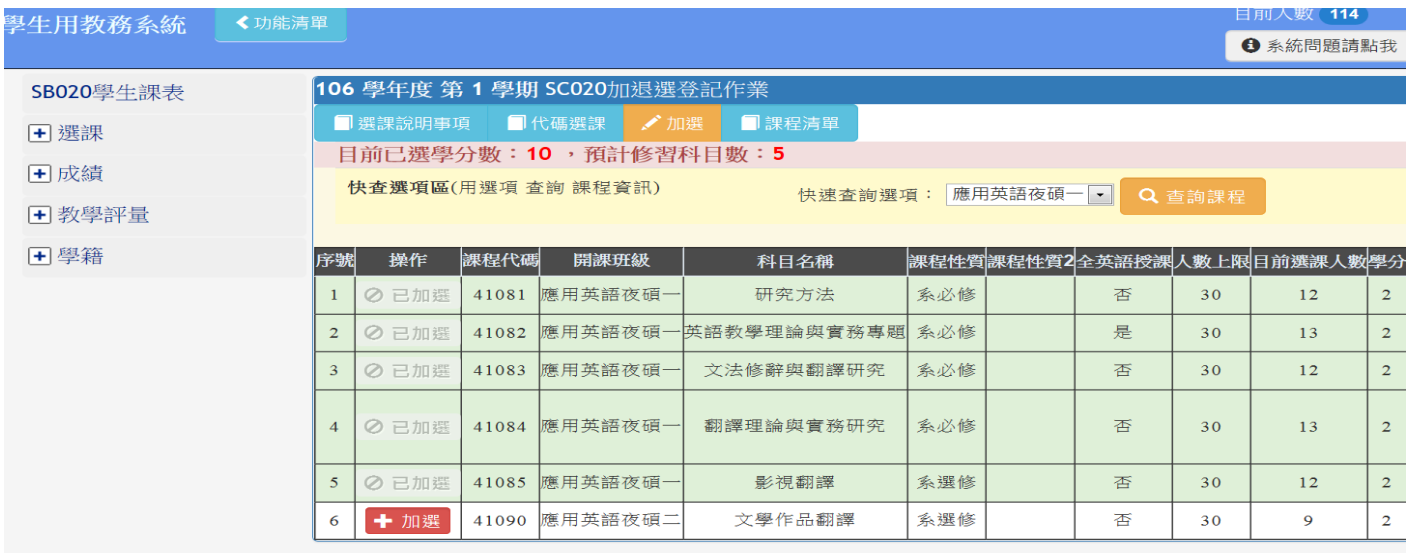 學生用教務系統
功能清單
目前人數 114
系統問題請點我
SB020學生課表
選課
成績
教學評量
學籍
106 學年度 第 1 學期 SC020加退選登記作業
選課說明事項 代碼選課 加選 課程清單
目前已選學分數：10 ，預計修習科目數：5
快查選項區(用選項 查詢 課程資訊) 快速查詢選項： 應用英語夜碩一 查詢課程
序號 操作 課程代碼 開課班級 科目名稱 課程性質 課程性質2 全英語授課 人數上限 目前選課人數 學分
1 已加選 41081 應用英語夜碩一 研究方法 系必修 否 30 12 2
2 已加選 41082 應用英語夜碩一 英語教學理論與實務專題 系必修 是 30 13 2
3 已加選 41083 應用英語夜碩一 文法修辭與翻譯研究 系必修 否 30 12 2
4 已加選 41084 應用英語夜碩一 翻譯理論與實務研究 系必修 否 30 13 2
5 已加選 41085 應用英語夜碩一 影視翻譯 系選修 否 30 12 2
6 加選 41090 應用英語夜碩二 文學作品翻譯 系選修 否 30 9 2